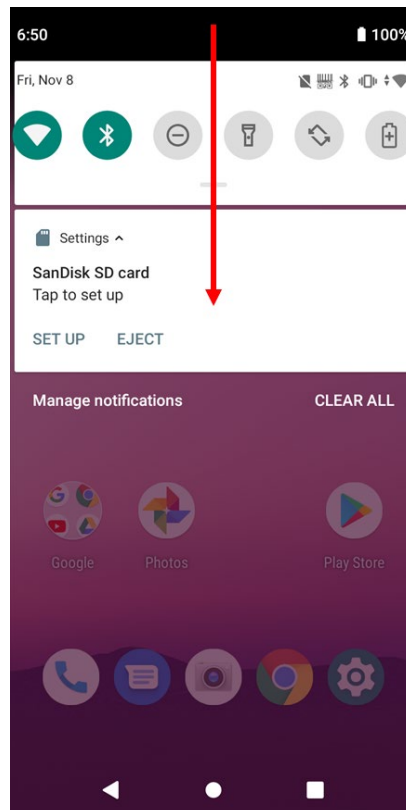 6:50 100%
Fri, Nov 8
Settings
SanDisk SD card
Tap to set up
SET UP EJECT
Manage notifications CLEAR ALL
Google Photos Play Store